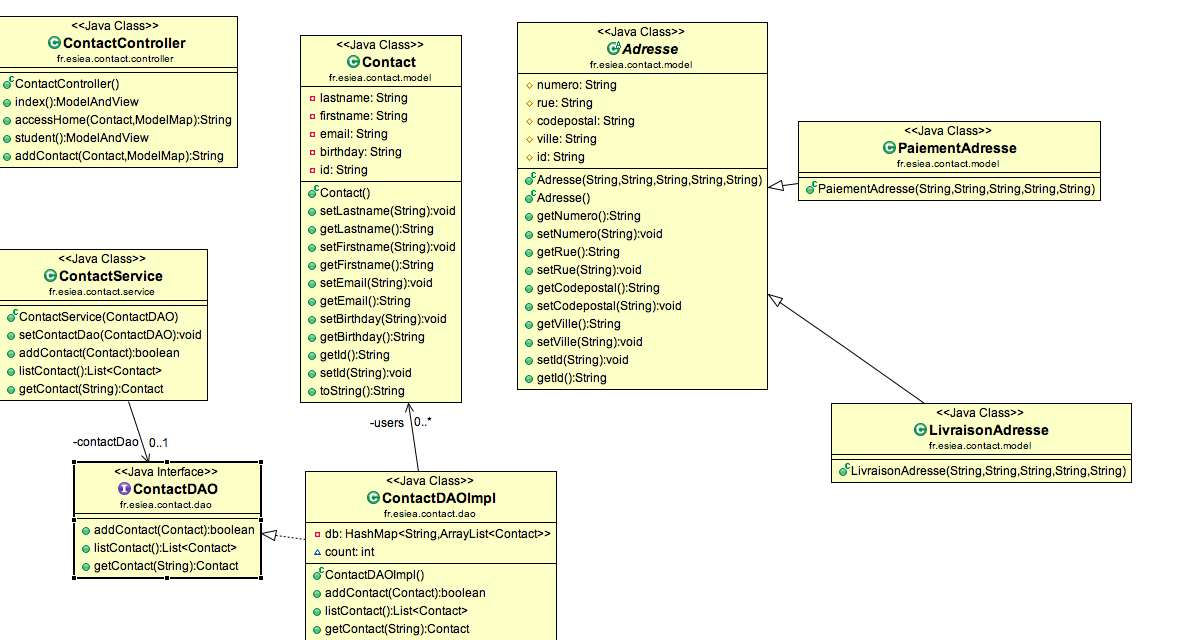 <<Java Class>>
ContactController
fr.esiea.contact.controller
ContactController()
index():ModelAndView
accessHome(Contact,ModelMap):String
student():ModelAndView
addContact(Contact,ModelMap):String
<<Java Class>>
Contact
fr.esiea.contact.model
lastname: String
firstname: String
email: String
birthday: String
id: String
Contact()
setLastname(String):void
getLastname():String
setFirstname(String):void
getFirstname():String
setEmail(String):void
getEmail():String
setBirthday(String):void
getBirthday():String
getId():String
setId(String):void
toString():String
<<Java Class>>
Adresse
fr.esiea.contact.model
numero: String
rue: String
codepostal: String
ville: String
id: String
Adresse(String,String,String,String,String)
Adresse()
getNumero():String
setNumero(String):void
getRue():String
setRue(String):void
getCodepostal():String
setCodepostal(String):void
getVille():String
setVille(String):void
setId(String):void
getId():String
<<Java Class>>
PaiementAdresse
fr.esiea.contact.model
PaiementAdresse(String,String,String,String,String)
<<Java Class>>
ContactService
fr.esiea.contact.service
ContactService(ContactDAO)
setContactDao(ContactDAO):void
addContact(Contact):boolean
listContact():List<Contact>
getContact(String):Contact
-contactDao 0..1
-users 0..*
<<Java Class>>
LivraisonAdresse
fr.esiea.contact.model
LivraisonAdresse(String,String,String,String,String)
<<Java Interface>>
ContactDAO
fr.esiea.contact.dao
addContact(Contact):boolean
listContact():List<Contact>
getContact(String):Contact
<<Java Class>>
ContactDAOImpl
fr.esiea.contact.dao
db: HashMap<String,ArrayList<Contact>>
count: int
ContactDAOImpl()
addContact(Contact):boolean
listContact():List<Contact>
getContact(String):Contact